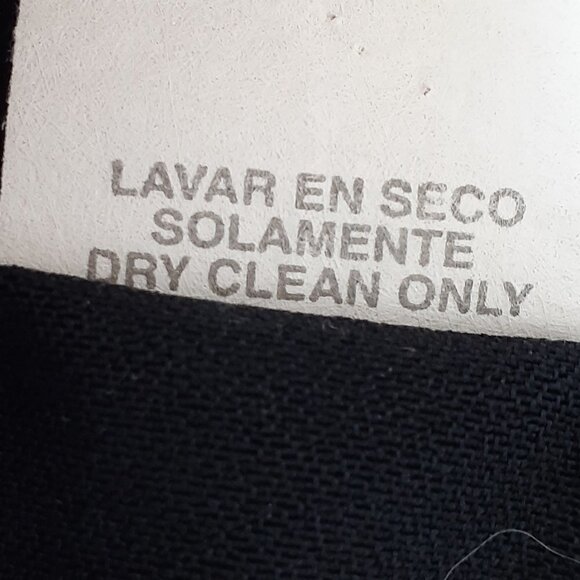 LAVAR EN SECO
SOLAMENTE
DRY CLEAN ONLY